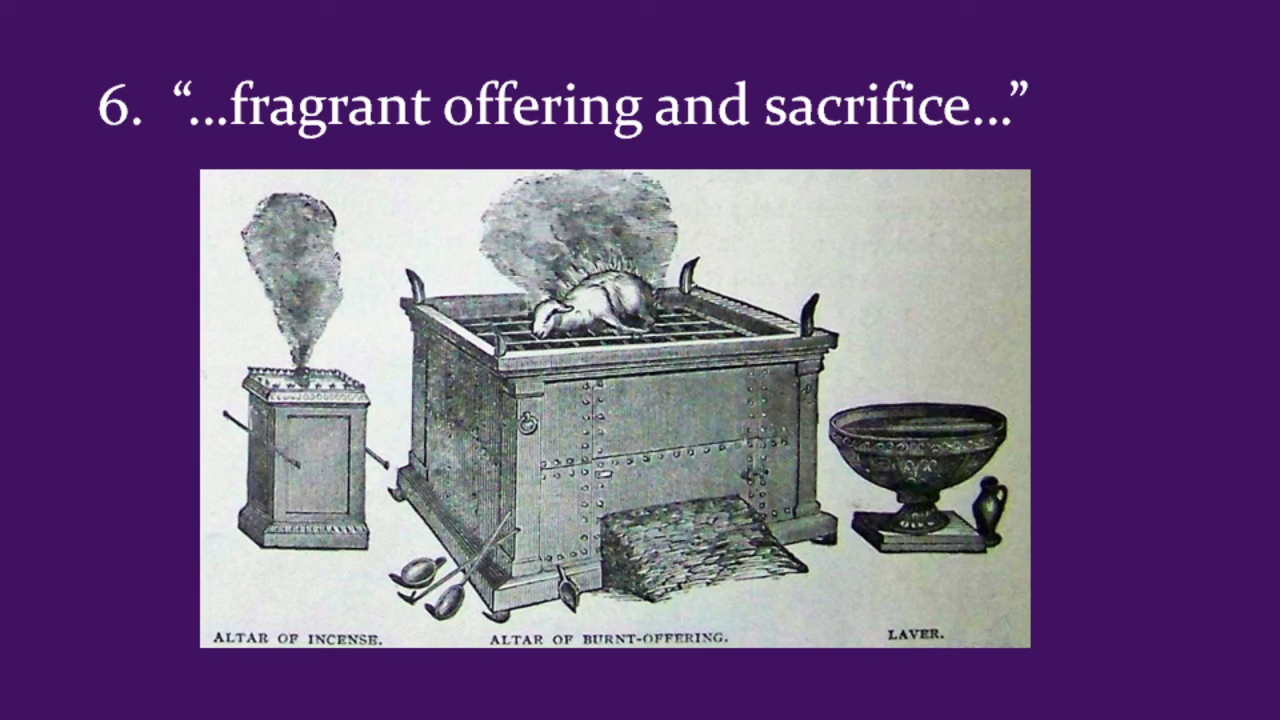 6. “...fragrant offering and sacrifice...”
ALTAR OF INCENSE.
ALTAR OF BURNT-OFFERING.
LAVER.